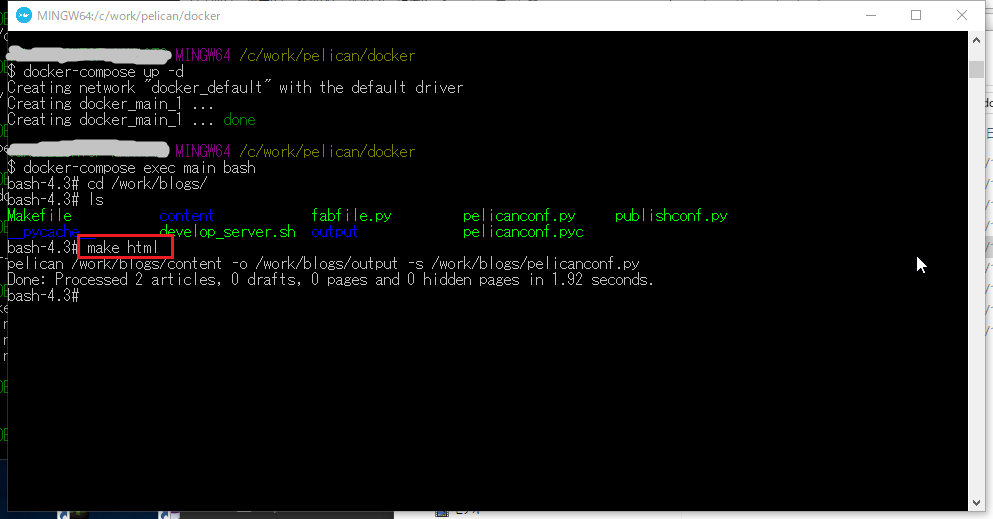 MINGW64:/c/work/pelican/docker
MINGW64 /c/work/pelican/docker
$ docker-compose up -d
Creating network "docker_default" with the default driver
Creating docker_main_1 ...
Creating docker_main_1 ... done
MINGW64 /c/work/pelican/docker
$ docker-compose exec main bash
bash-4.3# cd /work/blogs/
bash-4.3# ls
Makefile content fabfile.py pelicanconf.py publishconf.py
__pycache__ develop_server.sh output pelicanconf.pyc
bash-4.3# make html
pelican /work/blogs/content -o /work/blogs/output -s /work/blogs/pelicanconf.py
Done: Processed 2 articles, 0 drafts, 0 pages and 0 hidden pages in 1.92 seconds.
bash-4.3#